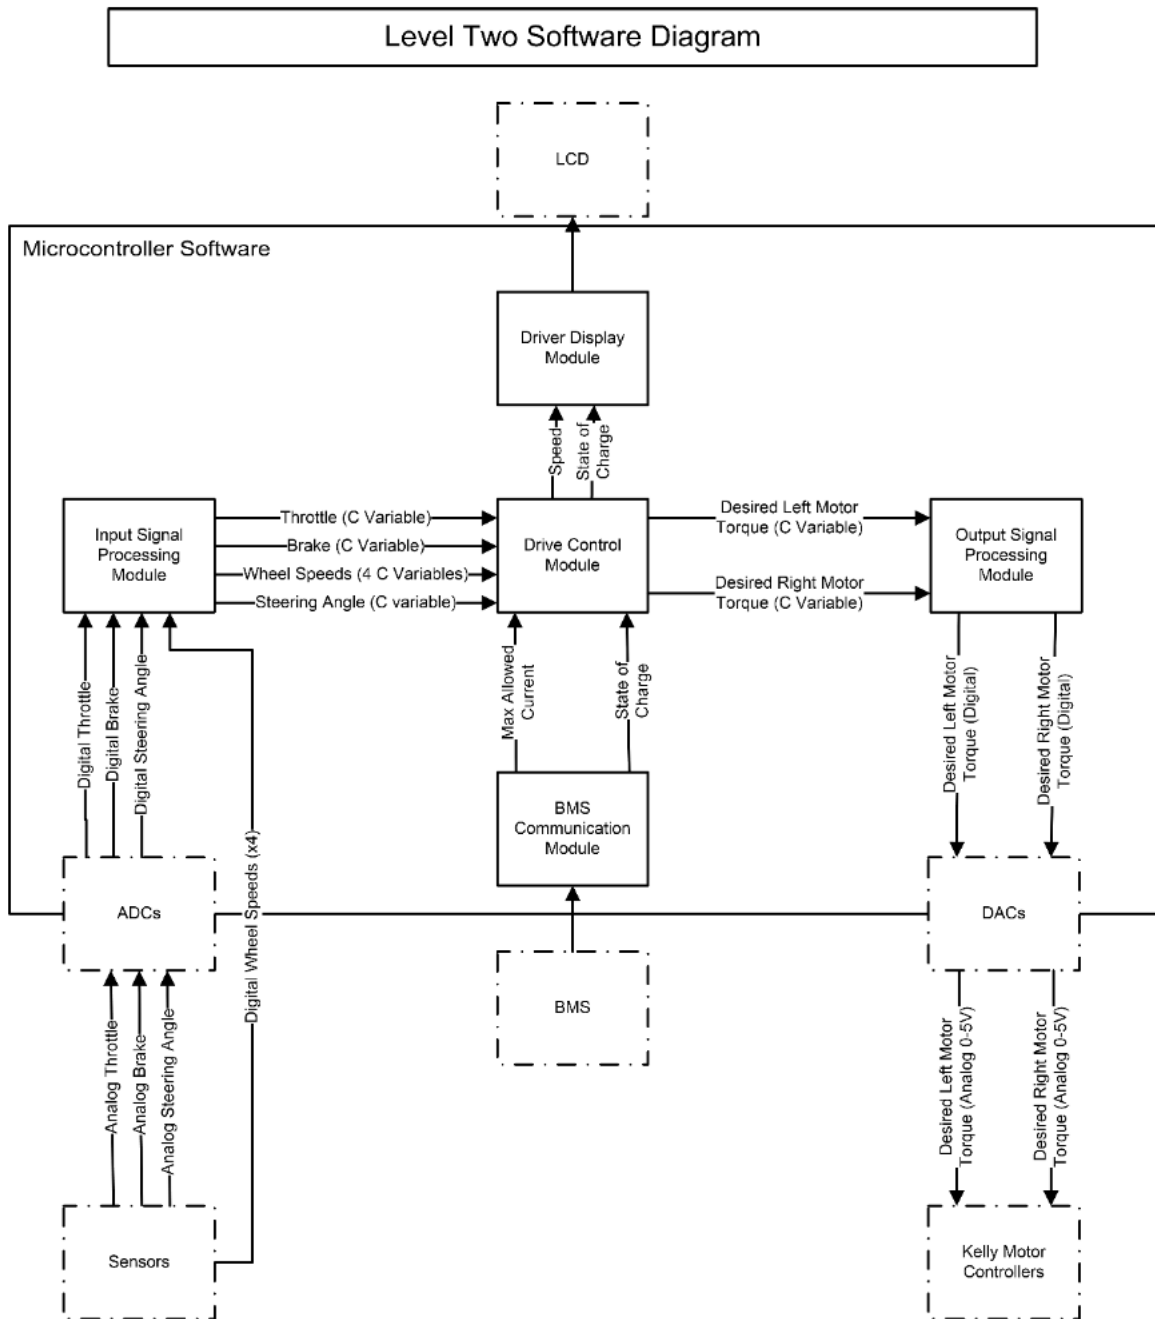 Level Two Software Diagram
LCD
Microcontroller Software
Driver Display
Module
Speed
State of
Charge
Input Signal
Processing
Module
Throttle (C Variable)
Brake (C Variable)
Wheel Speeds (4 C Variables)
Steering Angle (C variable)
Drive Control
Module
Desired Left Motor
Torque (C Variable)
Desired Right Motor
Torque (C Variable)
Output Signal
Processing
Module
Digital Throttle
Digital Brake
Digital Steering Angle
Digital Wheel Speeds (x4)
Max Allowed
Current
State of
Charge
Desired Left Motor
Torque (Digital)
Desired Right Motor
Torque (Digital)
BMS
Communication
Module
ADCs
DACs
BMS
Analog Throttle
Analog Brake
Analog Steering Angle
Desired Left Motor
Torque (Analog 0-5V)
Desired Right Motor
Torque (Analog 0-5V)
Sensors
Kelly Motor
Controllers